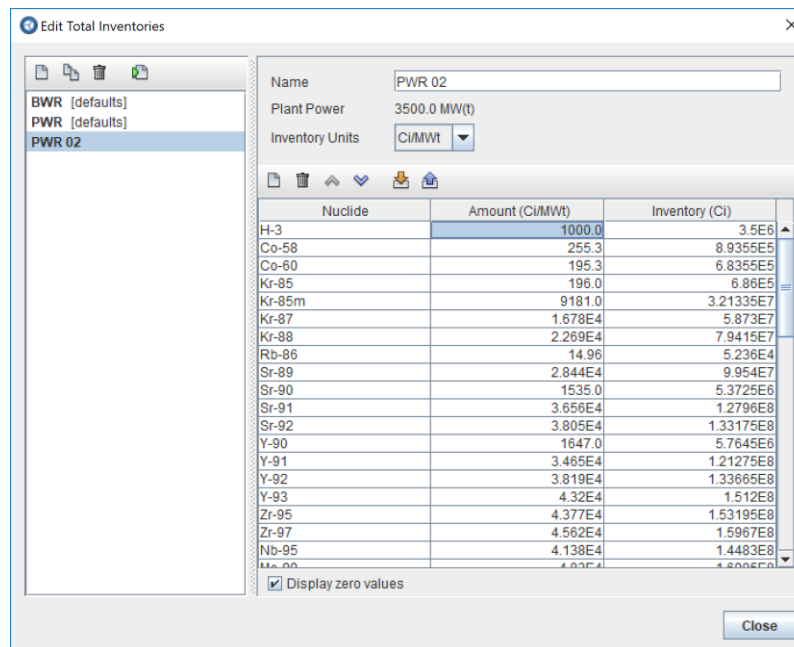 Edit Total Inventories
BWR [defaults]
PWR [defaults]
PWR 02
Name PWR 02
Plant Power 3500.0 MW(t)
Inventory Units Ci/MWt
Nuclide Amount (Ci/MWt) Inventory (Ci)
H-3 1000.0 3.5E6
Co-58 255.3 8.9355E5
Co-60 195.3 6.8355E5
Kr-85 196.0 6.86E5
Kr-85m 9181.0 3.21335E7
Kr-87 1.678E4 5.873E7
Kr-88 2.269E4 7.9415E7
Rb-86 14.96 5.236E4
Sr-89 2.844E4 9.954E7
Sr-90 1535.0 5.3725E6
Sr-91 3.656E4 1.2796E8
Sr-92 3.805E4 1.33175E8
Y-90 1647.0 5.7645E6
Y-91 3.465E4 1.21275E8
Y-92 3.819E4 1.33665E8
Y-93 4.32E4 1.512E8
Zr-95 4.377E4 1.53195E8
Zr-97 4.562E4 1.5967E8
Nb-95 4.138E4 1.4483E8
Display zero values
Close